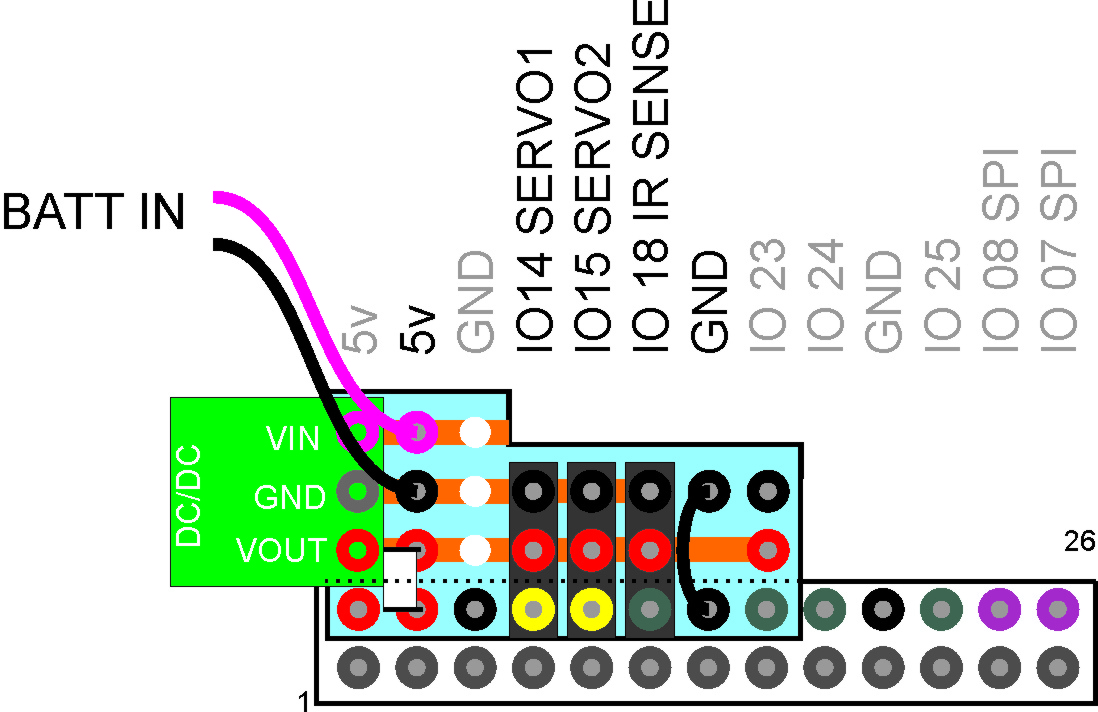 BATT IN
5v
5v
GND
IO14 SERVO1
IO15 SERVO2
IO 18 IR SENSE
GND
IO 23
IO 24
GND
IO 25
IO 08 SPI
IO 07 SPI
DC/DC
VIN
GND
VOUT
26
1